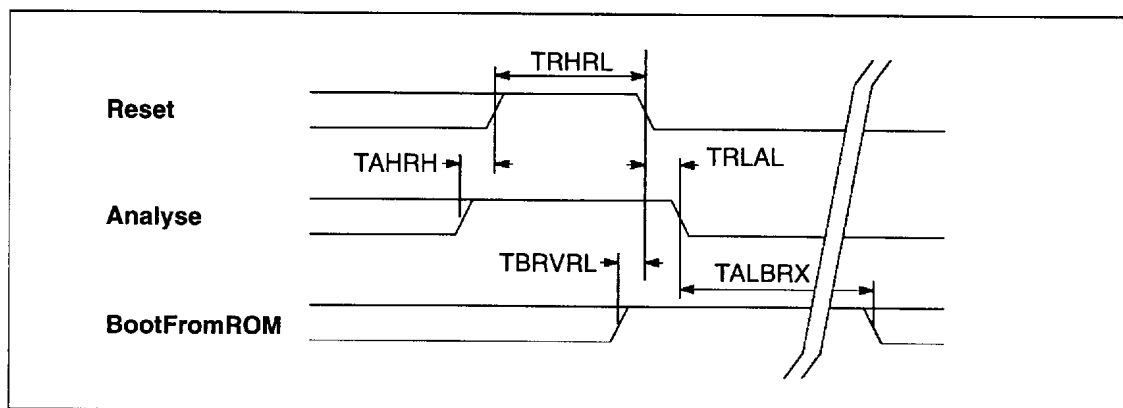 TRHRL
Reset
TAHRH
TRLAL
Analyse
TBRVRL
TALBRX
BootFromROM